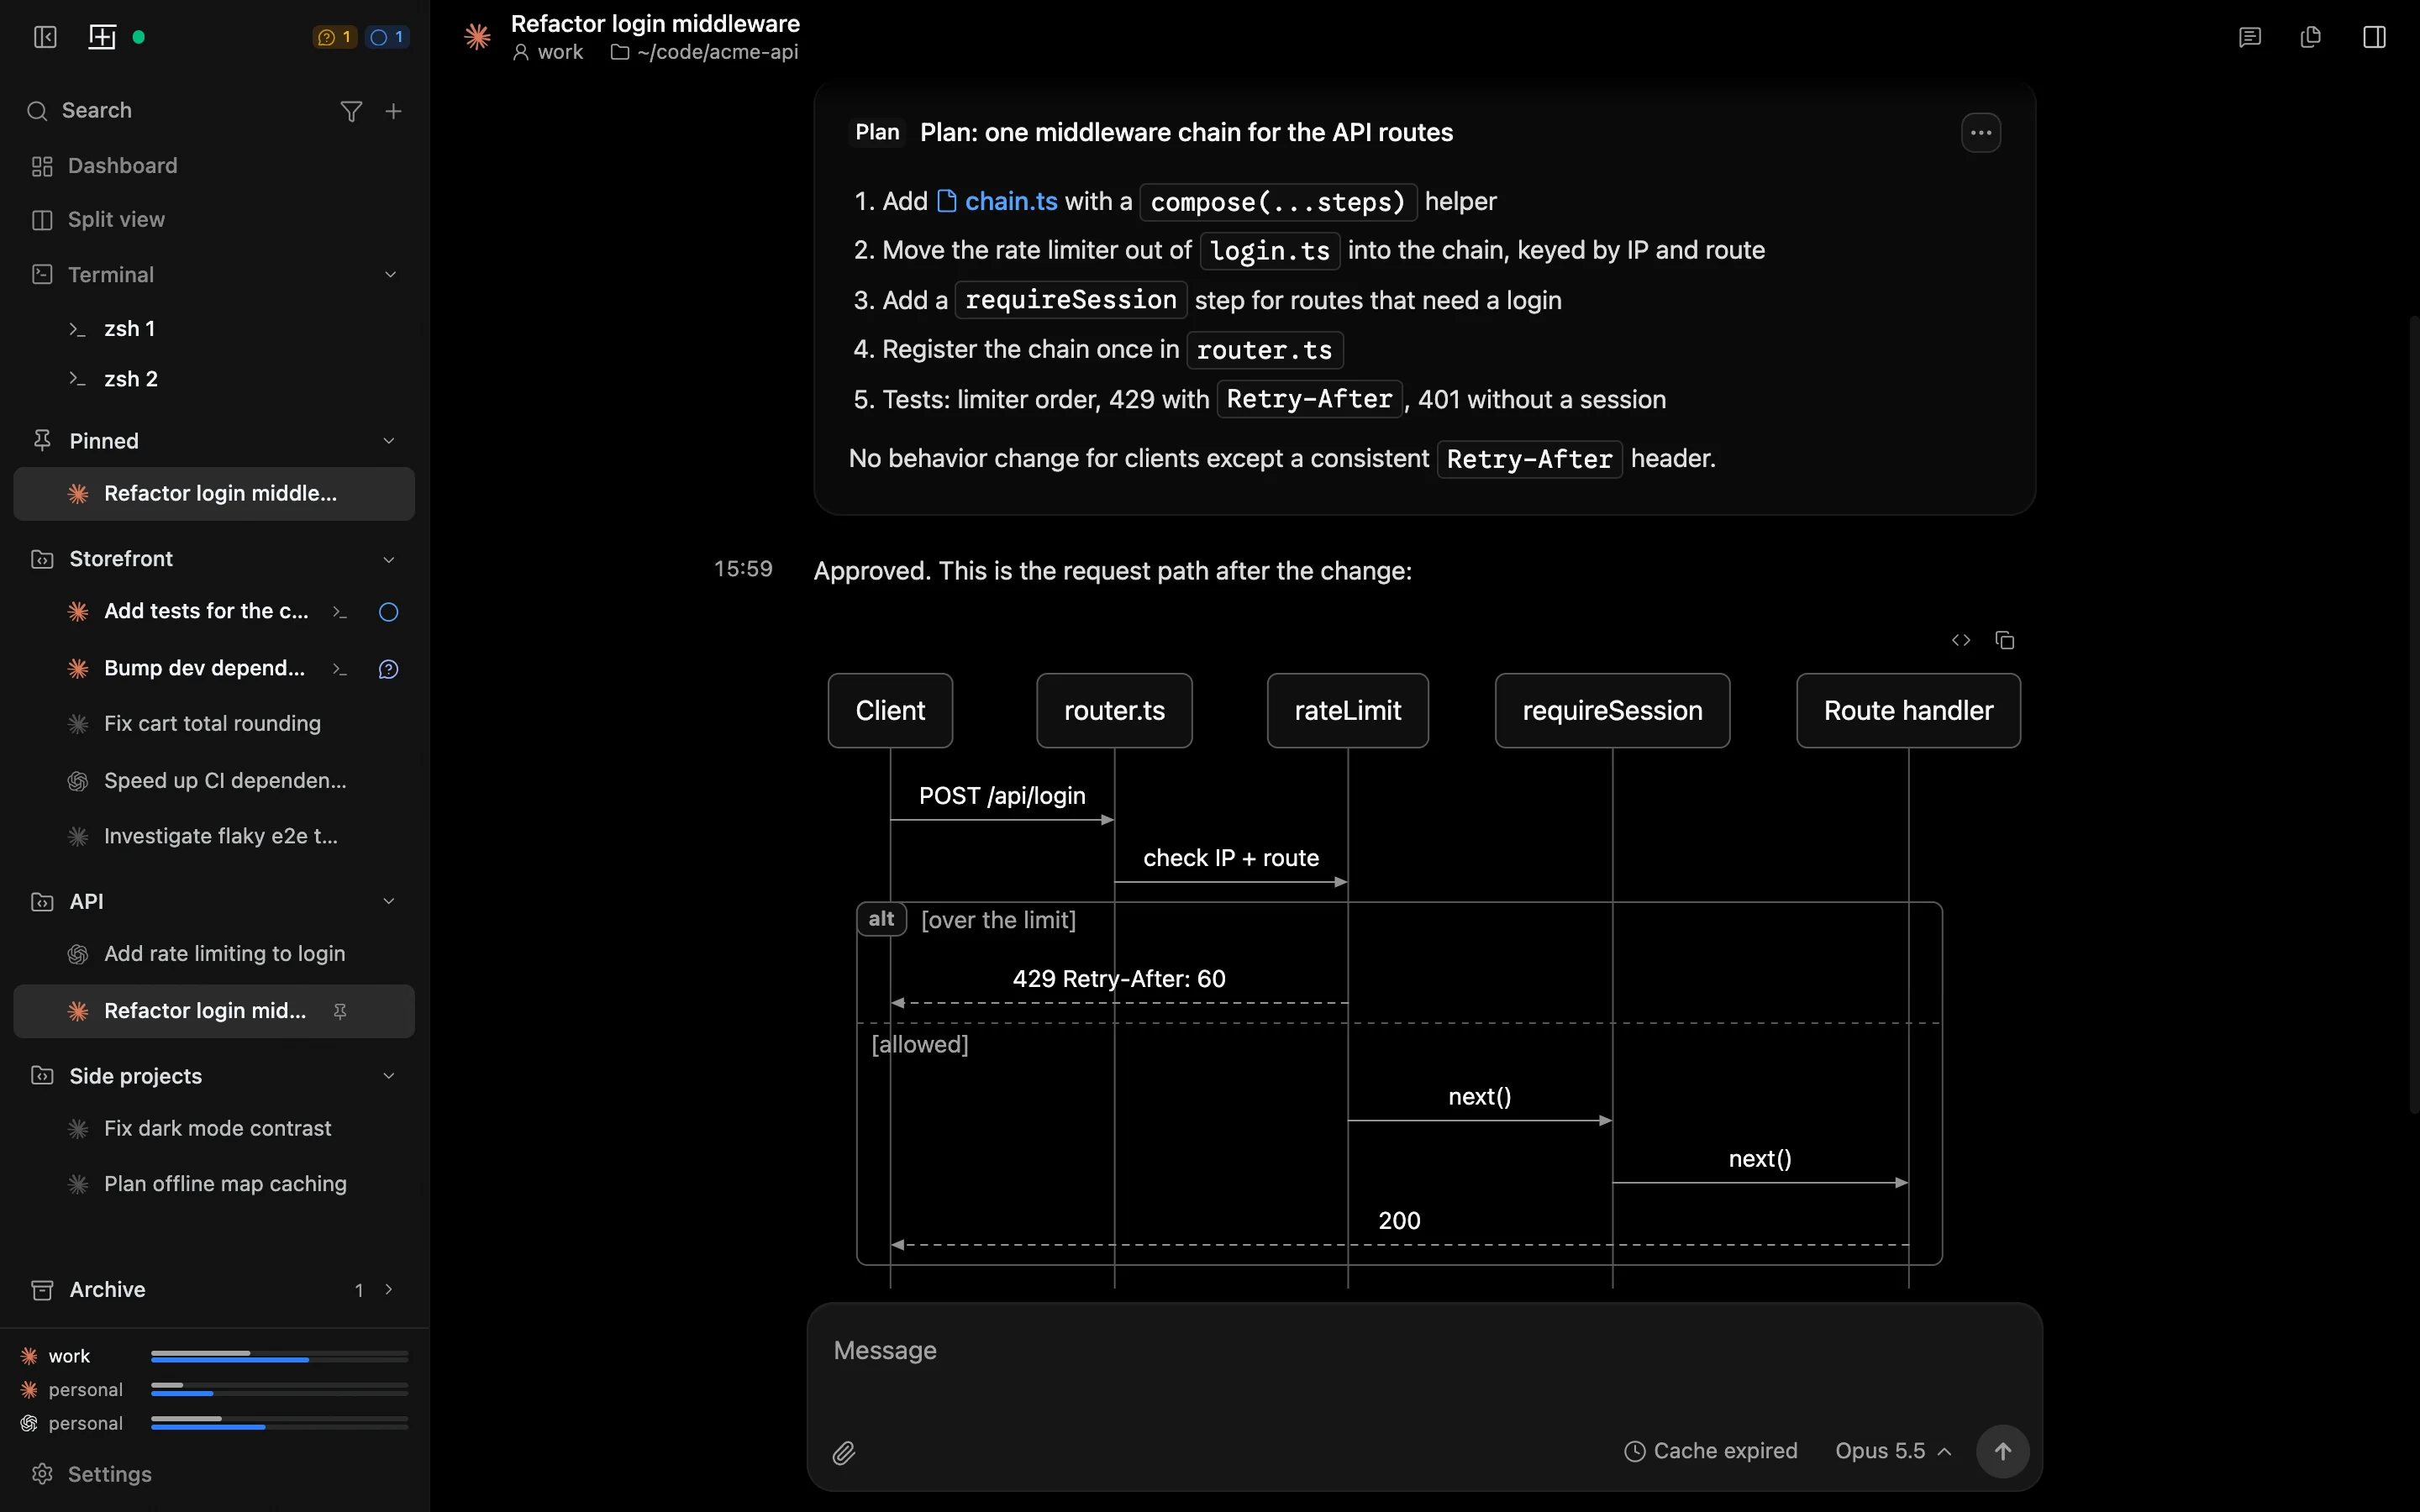 1
1
Search
Dashboard
Split view
Terminal
zsh 1
zsh 2
Pinned
Refactor login middle...
Storefront
Add tests for the c...
Bump dev depend...
Fix cart total rounding
Speed up CI dependen...
Investigate flaky e2e t...
API
Add rate limiting to login
Refactor login mid...
Side projects
Fix dark mode contrast
Plan offline map caching
Archive 1
work
personal
personal
Settings
Refactor login middleware
work ~/code/acme-api
Plan Plan: one middleware chain for the API routes
1. Add chain.ts with a compose(...steps) helper
2. Move the rate limiter out of login.ts into the chain, keyed by IP and route
3. Add a requireSession step for routes that need a login
4. Register the chain once in router.ts
5. Tests: limiter order, 429 with Retry-After, 401 without a session
No behavior change for clients except a consistent Retry-After header.
15:59 Approved. This is the request path after the change:
Client router.ts rateLimit requireSession Route handler
POST /api/login
check IP + route
alt [over the limit]
429 Retry-After: 60
[allowed]
next()
next()
200
Message
Cache expired Opus 5.5